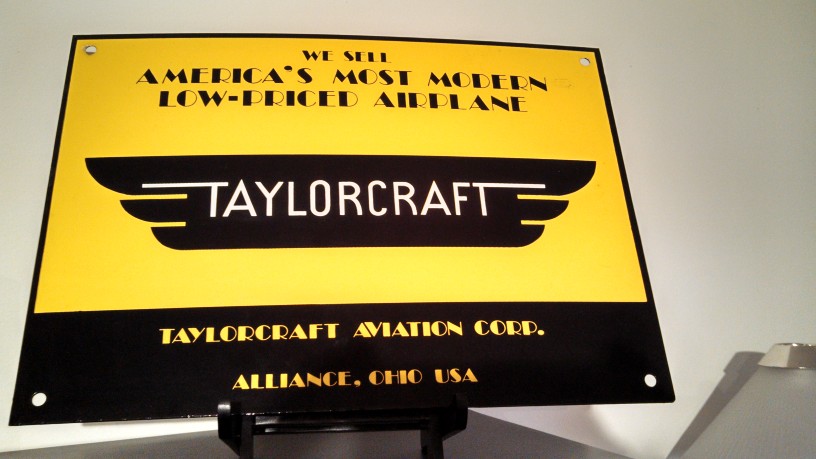 WE SELL
AMERICA'S MOST MODERN
LOW-PRICED AIRPLANE
TAYLORCRAFT
TAYLORCRAFT AVIATION CORP.
ALLIANCE, OHIO USA